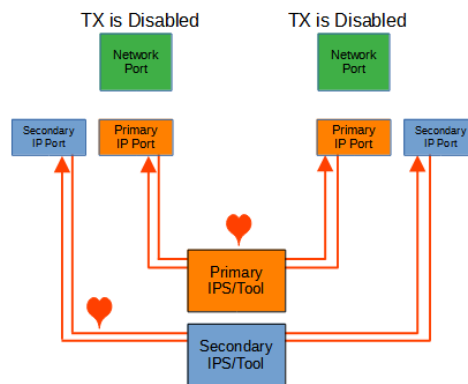 TX is Disabled
TX is Disabled
Network
Port
Network
Port
Secondary
IP Port
Primary
IP Port
Primary
IP Port
Secondary
IP Port
Primary
IPS/Tool
Secondary
IPS/Tool